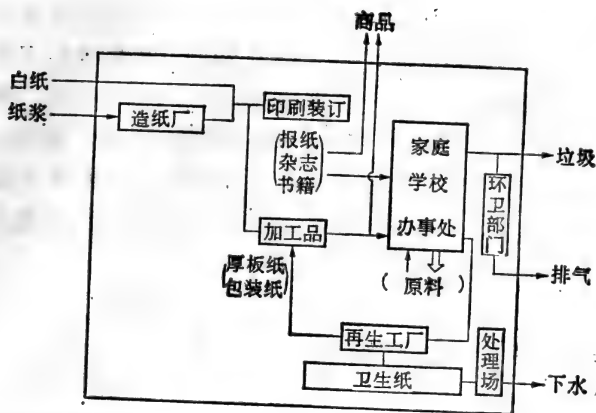 商品
白纸
纸浆
造纸厂
印刷装订
(报纸
杂志
书籍)
家庭
学校
办事处
垃圾
环卫部门
排气
加工品
(厚板纸
包装纸)
( 原料 )
再生工厂
卫生纸
处理场
下水